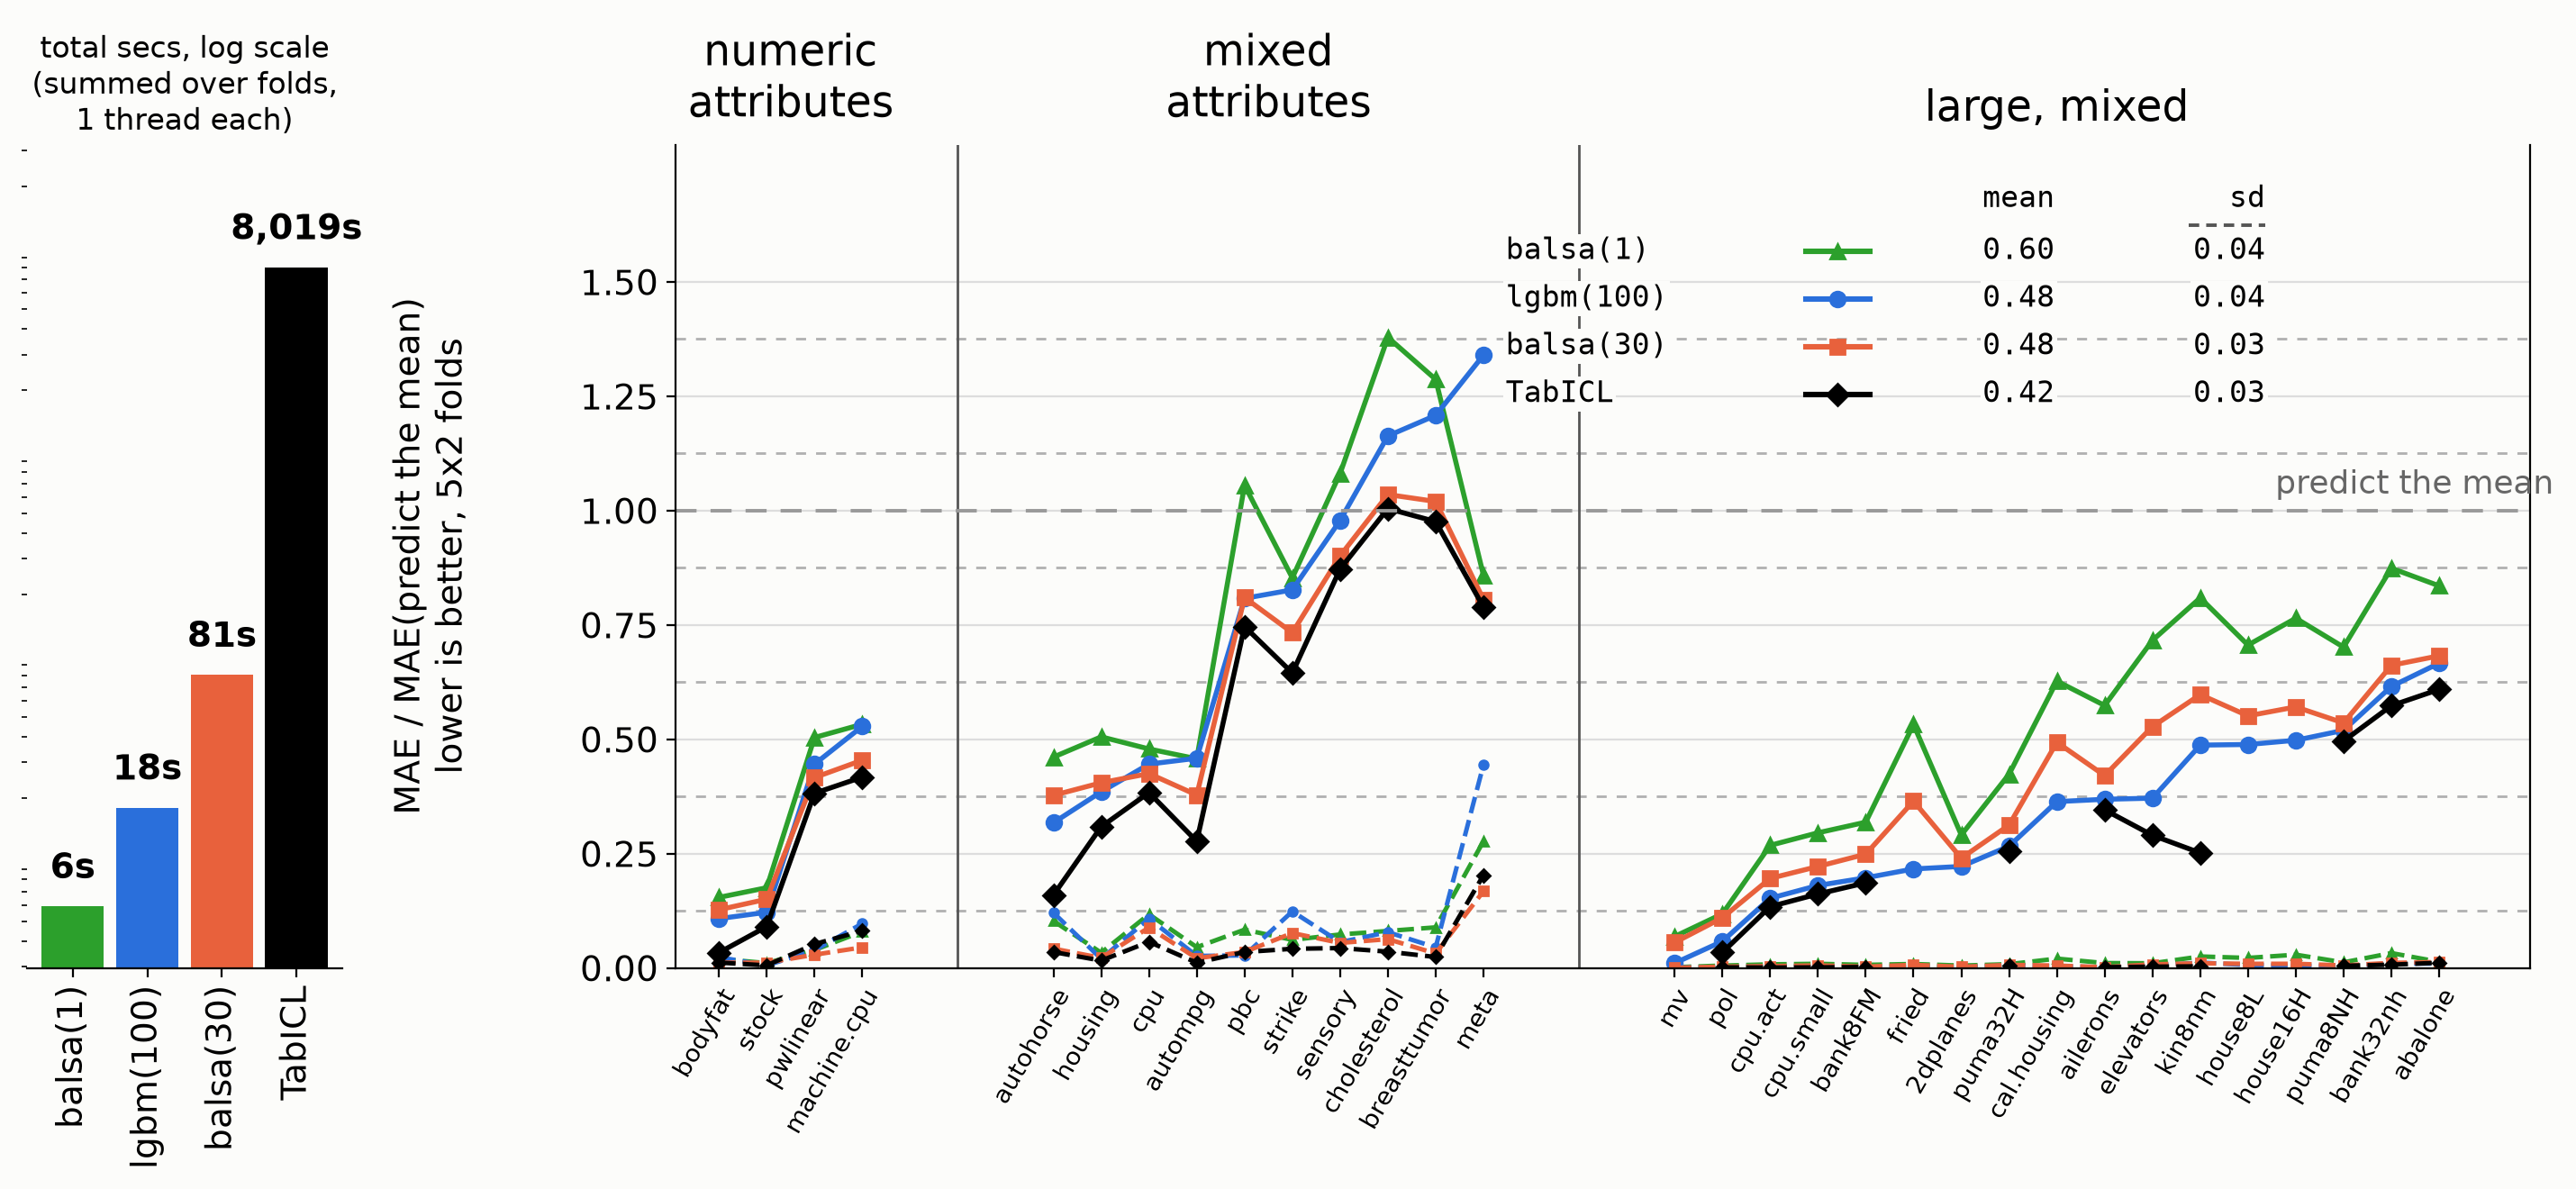 total secs, log scale
(summed over folds,
1 thread each)
8,019s
81s
18s
6s
balsa(1)
lgbm(100)
balsa(30)
TabICL
MAE / MAE(predict the mean)
lower is better, 5x2 folds
numeric
attributes
mixed
attributes
large, mixed
mean sd
balsa(1) 0.60 0.04
lgbm(100) 0.48 0.04
balsa(30) 0.48 0.03
TabICL 0.42 0.03
predict the mean
1.50
1.25
1.00
0.75
0.50
0.25
0.00
bodyfat
stock
pwlinear
machine.cpu
autohorse
housing
cpu
autompg
pbc
strike
sensory
cholesterol
breasttumor
meta
mv
pol
cpu.act
cpu.small
bank8FM
fried
2dplanes
puma32H
cal.housing
ailerons
elevators
kin8nm
house8L
house16H
puma8NH
bank32nh
abalone